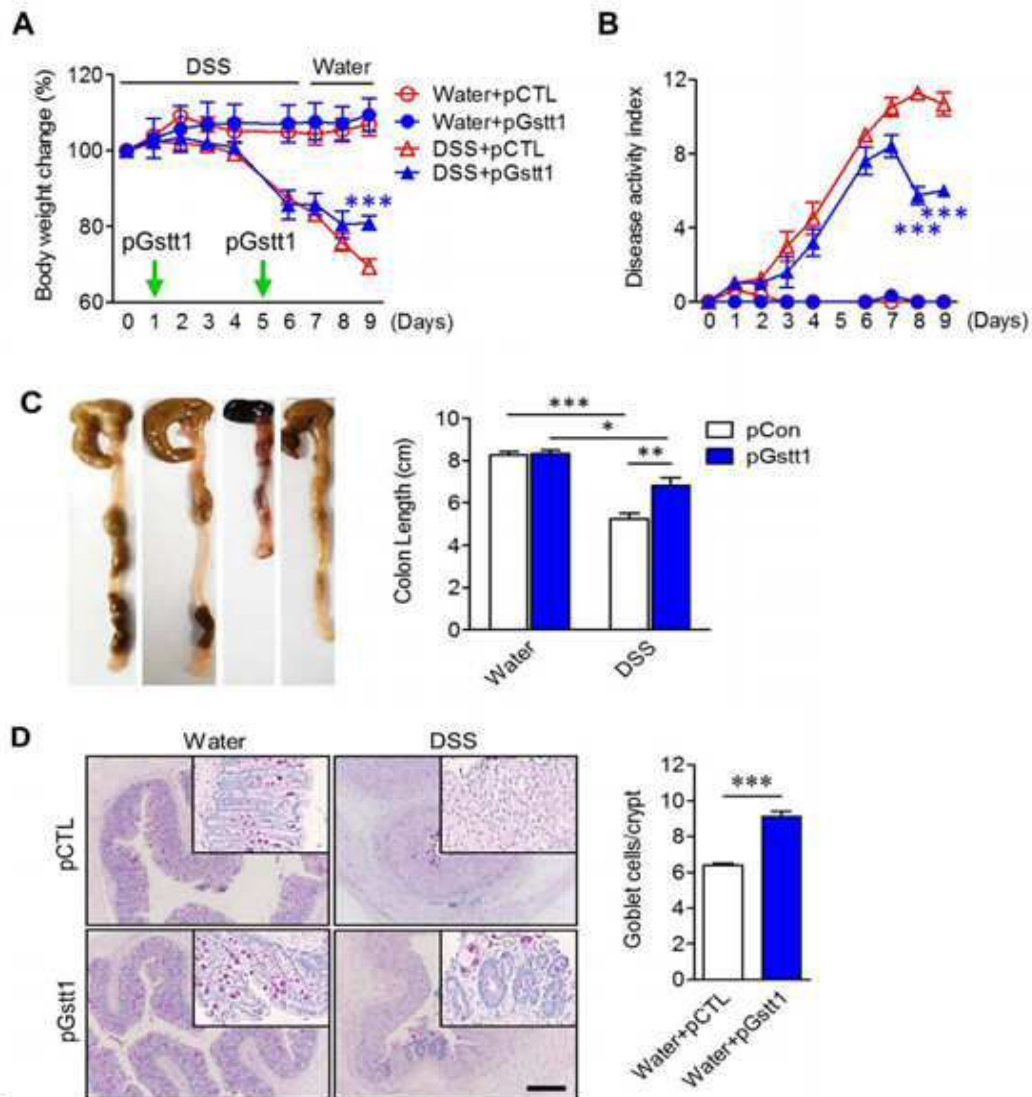 A
DSS Water
Body weight change (%)
120
100
80
60
pGstt1 pGstt1
0 1 2 3 4 5 6 7 8 9 (Days)
***
Water+pCTL
Water+pGstt1
DSS+pCTL
DSS+pGstt1
B
Disease activity index
12
8
4
0
***
***
0 1 2 3 4 5 6 7 8 9 (Days)
C
Colon Length (cm)
10
8
6
4
2
0
***
*
**
pCon
pGstt1
Water DSS
D
Water DSS
pCTL
pGstt1
Goblet cells/crypt
12
10
8
6
4
2
0
***
Water+pCTL
Water+pGstt1